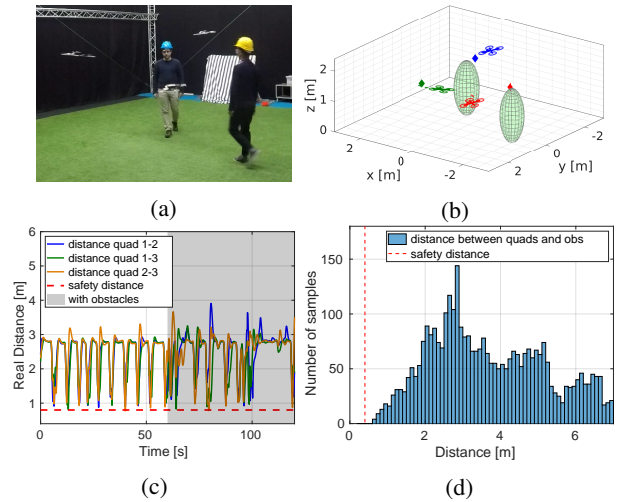 2
1
0
z [m]
2
0
-2
x [m]
2
0
-2
y [m]
(a)
(b)
6
5
4
3
2
1
Real Distance [m]
distance quad 1-2
distance quad 1-3
distance quad 2-3
safety distance
with obstacles
0
50
100
Time [s]
(c)
150
100
50
0
Number of samples
distance between quads and obs
safety distance
0
2
4
6
Distance [m]
(d)